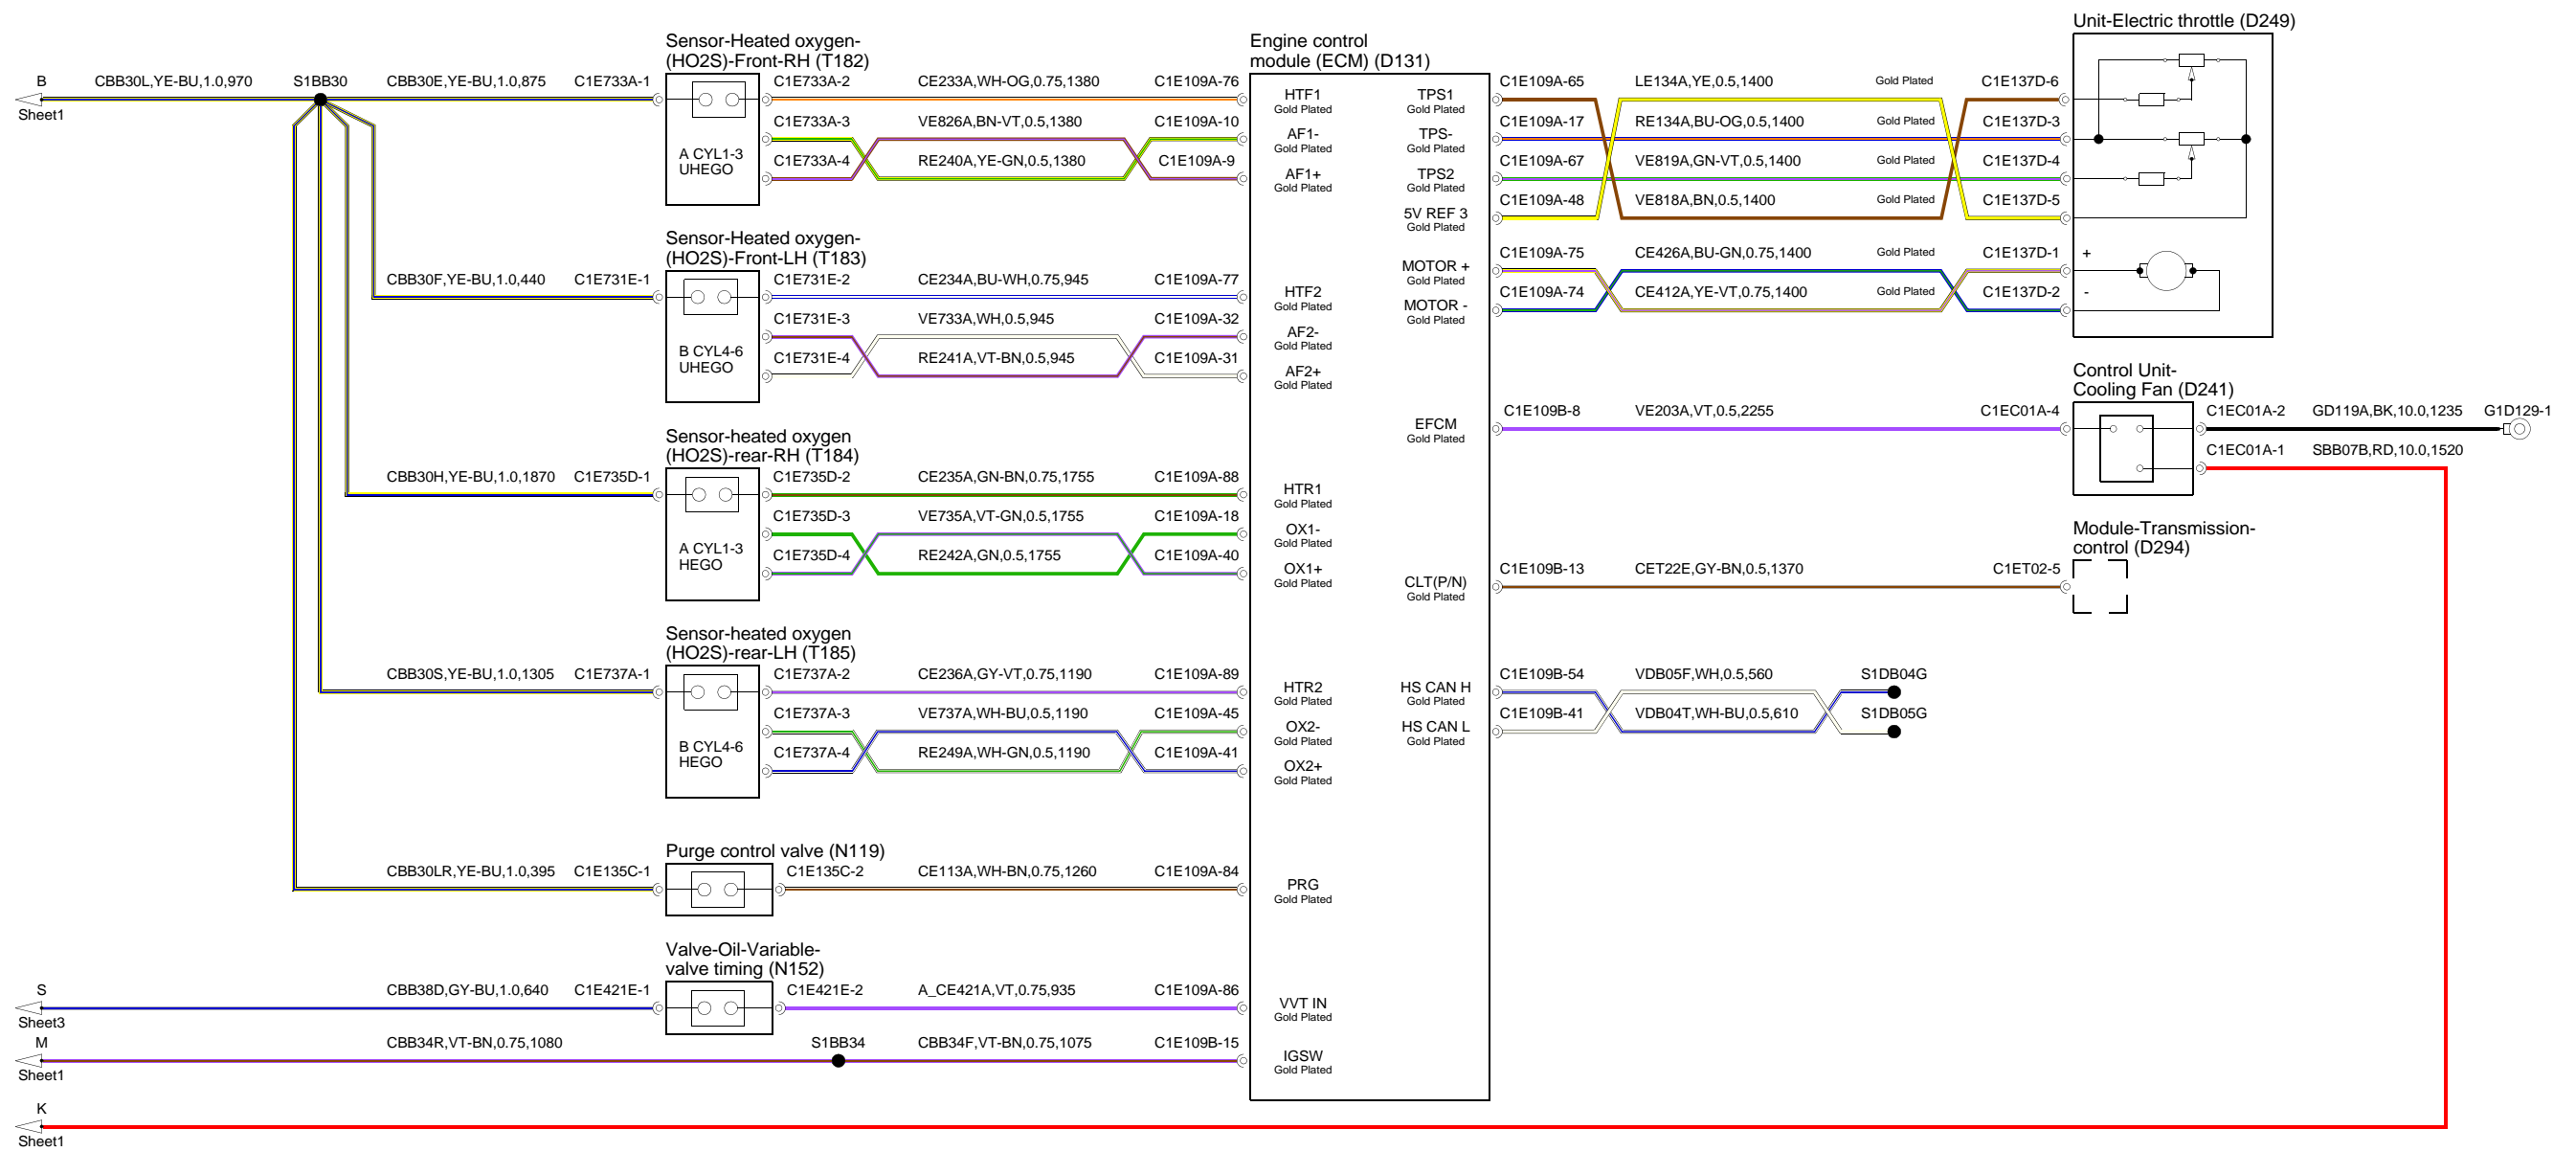 B
Sheet1
CBB30L,YE-BU,1.0,970
S1BB30
CBB30E,YE-BU,1.0,875
C1E733A-1
Sensor-Heated oxygen-
(HO2S)-Front-RH (T182)
A CYL1-3
UHEGO
C1E733A-2
CE233A,WH-OG,0.75,1380
C1E109A-76
C1E733A-3
VE826A,BN-VT,0.5,1380
C1E109A-10
C1E733A-4
RE240A,YE-GN,0.5,1380
C1E109A-9
CBB30F,YE-BU,1.0,440
C1E731E-1
Sensor-Heated oxygen-
(HO2S)-Front-LH (T183)
B CYL4-6
UHEGO
C1E731E-2
CE234A,BU-WH,0.75,945
C1E109A-77
C1E731E-3
VE733A,WH,0.5,945
C1E109A-32
C1E731E-4
RE241A,VT-BN,0.5,945
C1E109A-31
CBB30H,YE-BU,1.0,1870
C1E735D-1
Sensor-heated oxygen
(HO2S)-rear-RH (T184)
A CYL1-3
HEGO
C1E735D-2
CE235A,GN-BN,0.75,1755
C1E109A-88
C1E735D-3
VE735A,VT-GN,0.5,1755
C1E109A-18
C1E735D-4
RE242A,GN,0.5,1755
C1E109A-40
CBB30S,YE-BU,1.0,1305
C1E737A-1
Sensor-heated oxygen
(HO2S)-rear-LH (T185)
B CYL4-6
HEGO
C1E737A-2
CE236A,GY-VT,0.75,1190
C1E109A-89
C1E737A-3
VE737A,WH-BU,0.5,1190
C1E109A-45
C1E737A-4
RE249A,WH-GN,0.5,1190
C1E109A-41
CBB30LR,YE-BU,1.0,395
C1E135C-1
Purge control valve (N119)
C1E135C-2
CE113A,WH-BN,0.75,1260
C1E109A-84
S
Sheet3
CBB38D,GY-BU,1.0,640
C1E421E-1
Valve-Oil-Variable-
valve timing (N152)
C1E421E-2
A_CE421A,VT,0.75,935
C1E109A-86
M
Sheet1
CBB34R,VT-BN,0.75,1080
S1BB34
CBB34F,VT-BN,0.75,1075
C1E109B-15
K
Sheet1
Engine control
module (ECM) (D131)
HTF1
Gold Plated
AF1-
Gold Plated
AF1+
Gold Plated
HTF2
Gold Plated
AF2-
Gold Plated
AF2+
Gold Plated
HTR1
Gold Plated
OX1-
Gold Plated
OX1+
Gold Plated
HTR2
Gold Plated
OX2-
Gold Plated
OX2+
Gold Plated
PRG
Gold Plated
VVT IN
Gold Plated
IGSW
Gold Plated
TPS1
Gold Plated
TPS-
Gold Plated
TPS2
Gold Plated
5V REF 3
Gold Plated
MOTOR +
Gold Plated
MOTOR -
Gold Plated
EFCM
Gold Plated
CLT(P/N)
Gold Plated
HS CAN H
Gold Plated
HS CAN L
Gold Plated
C1E109A-65
LE134A,YE,0.5,1400
Gold Plated
C1E137D-6
C1E109A-17
RE134A,BU-OG,0.5,1400
Gold Plated
C1E137D-3
C1E109A-67
VE819A,GN-VT,0.5,1400
Gold Plated
C1E137D-4
C1E109A-48
VE818A,BN,0.5,1400
Gold Plated
C1E137D-5
C1E109A-75
CE426A,BU-GN,0.75,1400
Gold Plated
C1E137D-1
C1E109A-74
CE412A,YE-VT,0.75,1400
Gold Plated
C1E137D-2
Unit-Electric throttle (D249)
+
-
C1E109B-8
VE203A,VT,0.5,2255
C1EC01A-4
Control Unit-
Cooling Fan (D241)
C1EC01A-2
GD119A,BK,10.0,1235
G1D129-1
C1EC01A-1
SBB07B,RD,10.0,1520
C1E109B-13
CET22E,GY-BN,0.5,1370
C1ET02-5
Module-Transmission-
control (D294)
C1E109B-54
VDB05F,WH,0.5,560
S1DB04G
C1E109B-41
VDB04T,WH-BU,0.5,610
S1DB05G